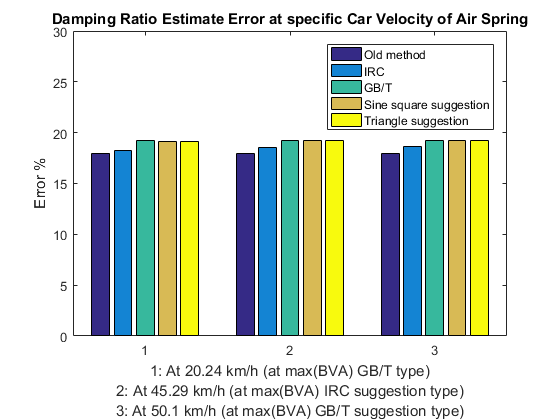 Damping Ratio Estimate Error at specific Car Velocity of Air Spring
30
20
15
10
5
0
Error %
Old method
IRC
GB/T
Sine square suggestion
Triangle suggestion
1 2 3
1: At 20.24 km/h (at max(BVA) GB/T type)
2: At 45.29 km/h (at max(BVA) IRC suggestion type)
3: At 50.1 km/h (at max(BVA) GB/T suggestion type)